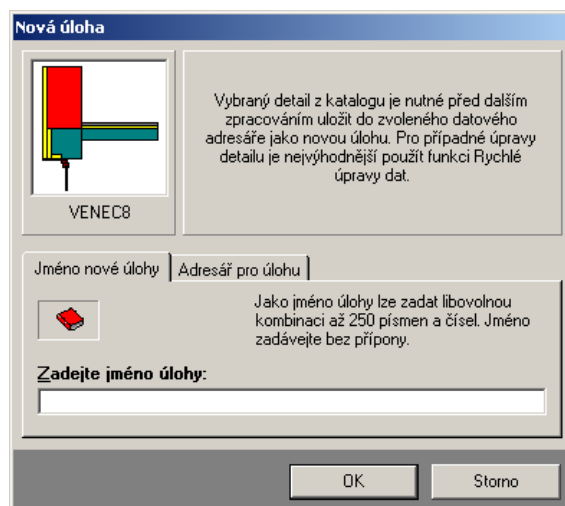 Nová úloha
Vybraný detail z katalogu je nutné před dalším
zpracováním uložit do zvoleného datového
adresáře jako novou úlohu. Pro případné úpravy
detailu je nejvýhodnější použít funkci Rychlé
úpravy dat.
VENEC8
Jméno nové úlohy
Adresář pro úlohu
Jako jméno úlohy lze zadat libovolnou
kombinaci až 250 písmen a čísel. Jméno
zadávejte bez přípony.
Zadejte jméno úlohy:
OK
Storno